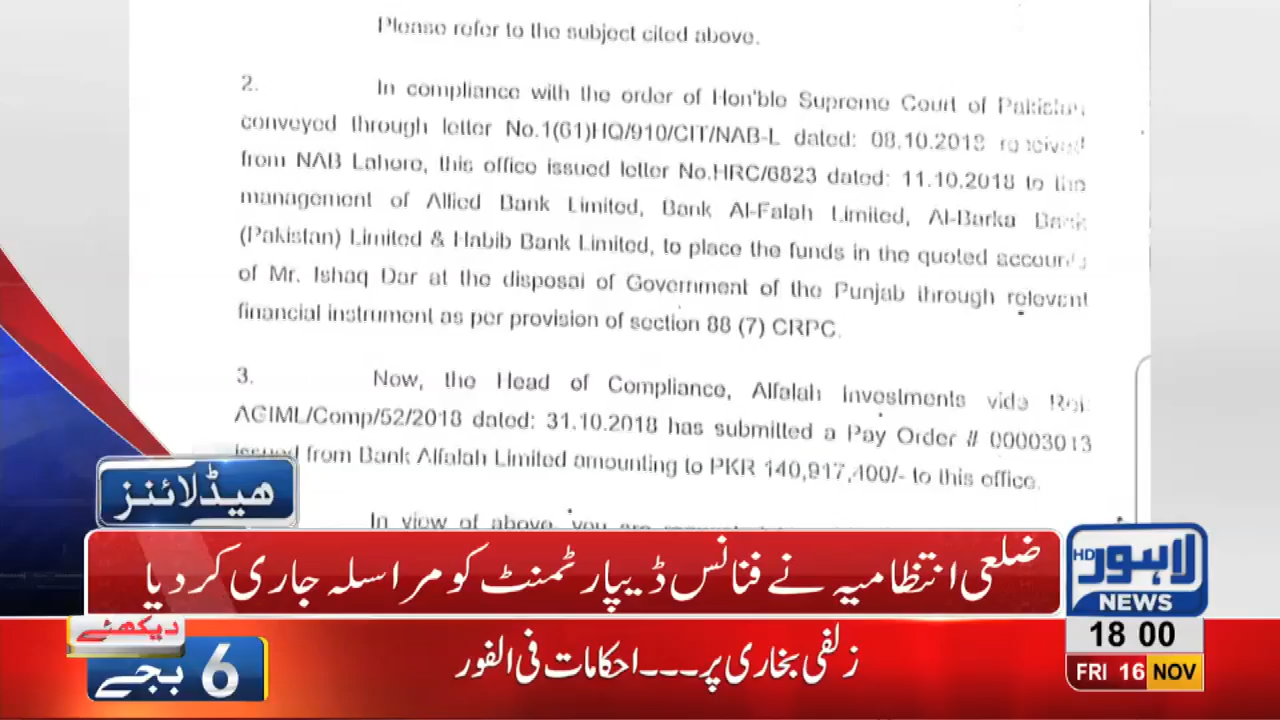 Please refer to the subject cited above.
2. In compliance with the order of Hon'ble Supreme Court of Pakistan,
conveyed through letter No.1(61)HQ/910/CIT/NAB-L dated: 08.10.2018 received
from NAB Lahore, this office issued letter No.HRC/6823 dated: 11.10.2018 to the
management of Allied Bank Limited, Bank Al-Falah Limited, Al-Barka Bank
(Pakistan) Limited & Habib Bank Limited, to place the funds in the quoted accounts
of Mr. Ishaq Dar at the disposal of Government of the Punjab through relevant
financial instrument as per provision of section 88 (7) CRPC.
3. Now, the Head of Compliance, Alfalah Investments vide Ref:
AGIML/Comp/52/2018 dated: 31.10.2018 has submitted a Pay Order # 00003013
issued from Bank Alfalah Limited amounting to PKR 140,917,400/- to this office.
In view of above, you are
ہیڈلائنز
ضلعی انتظامیہ نے فنانس ڈیپارٹمنٹ کو مراسلہ جاری کردیا
HD لاہور
NEWS
18 00
FRI 16 NOV
دیکھئے
6 بجے
زلفی بخاری پر۔۔۔احکامات فی الفور